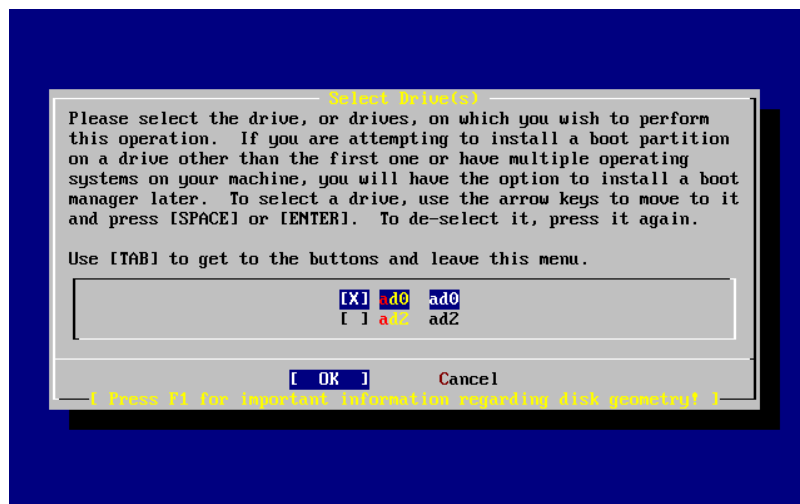 Select Drive(s)
Please select the drive, or drives, on which you wish to perform
this operation.  If you are attempting to install a boot partition
on a drive other than the first one or have multiple operating
systems on your machine, you will have the option to install a boot
manager later.  To select a drive, use the arrow keys to move to it
and press [SPACE] or [ENTER].  To de-select it, press it again.
Use [TAB] to get to the buttons and leave this menu.
[X] ad0  ad0
[ ] ad2  ad2
[  OK  ]  Cancel
[ Press F1 for important information regarding disk geometry! ]